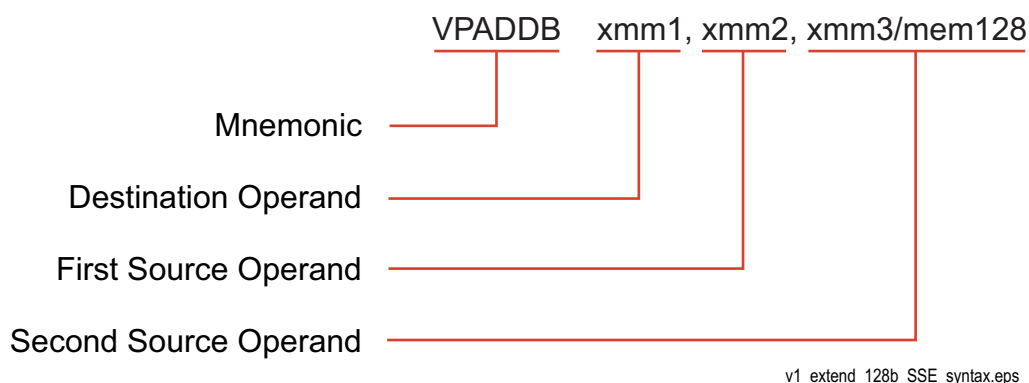 VPADDB xmm1, xmm2, xmm3/mem128
Mnemonic
Destination Operand
First Source Operand
Second Source Operand
v1_extend_128b_SSE_syntax.eps